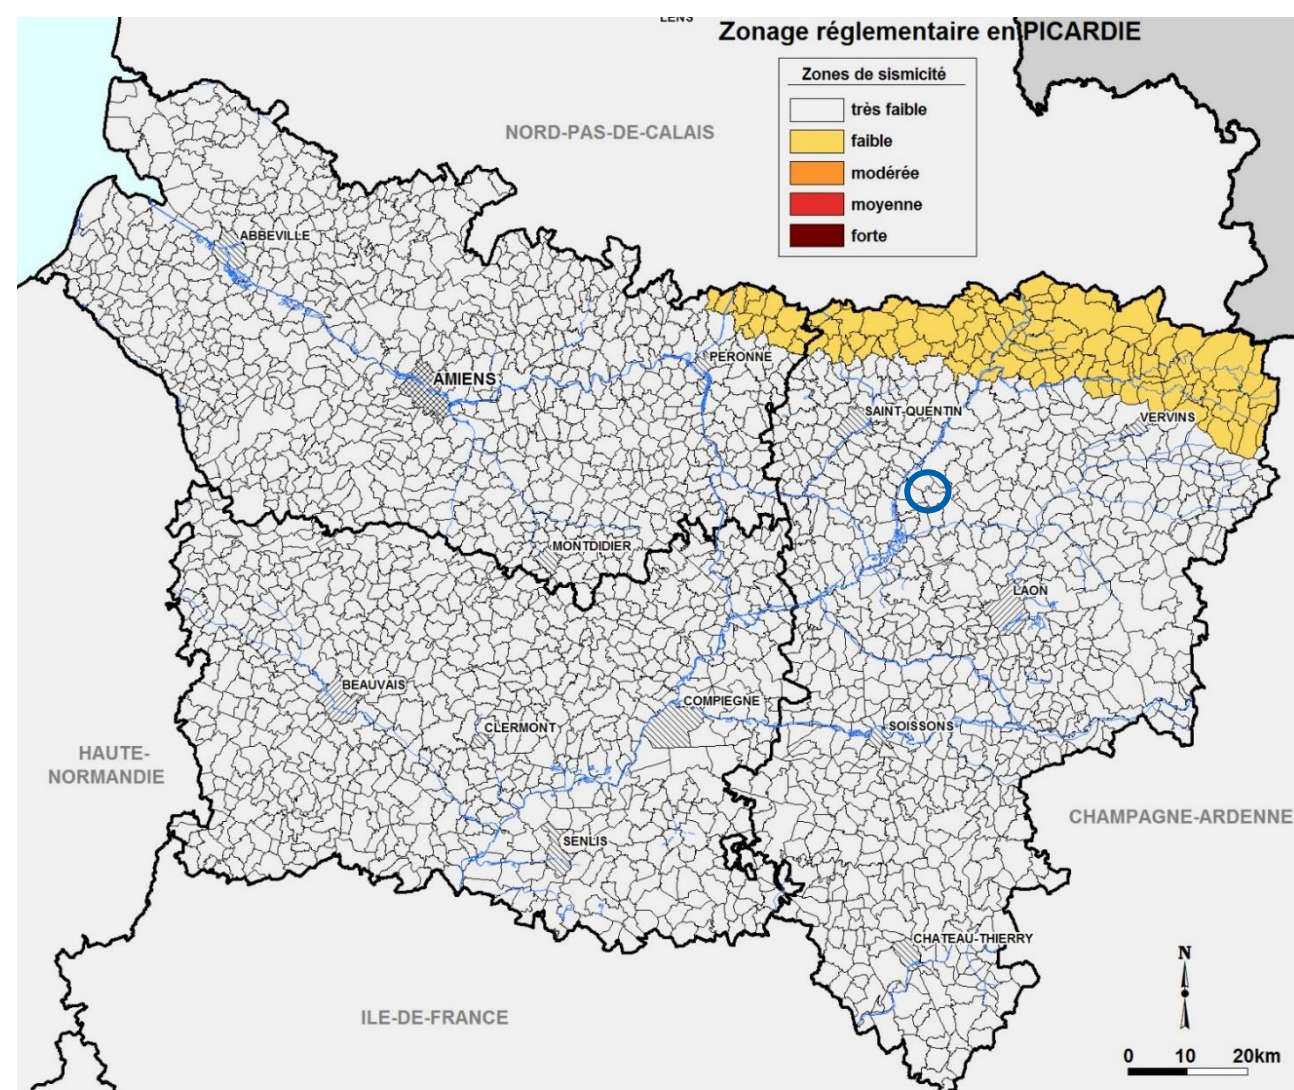 LENS
Zonage réglementaire en PICARDIE
Zones de sismicité
très faible
faible
modérée
moyenne
forte
NORD-PAS-DE-CALAIS
ABBEVILLE
PERONNE
AMIENS
SAINT-QUENTIN
VERVINS
MONTDIDIER
LAON
BEAUVAIS
COMPIEGNE
CLERMONT
SOISSONS
HAUTE-
NORMANDIE
CHAMPAGNE-ARDENNE
SENLIS
CHATEAU-THIERRY
N
ILE-DE-FRANCE
0 10 20km